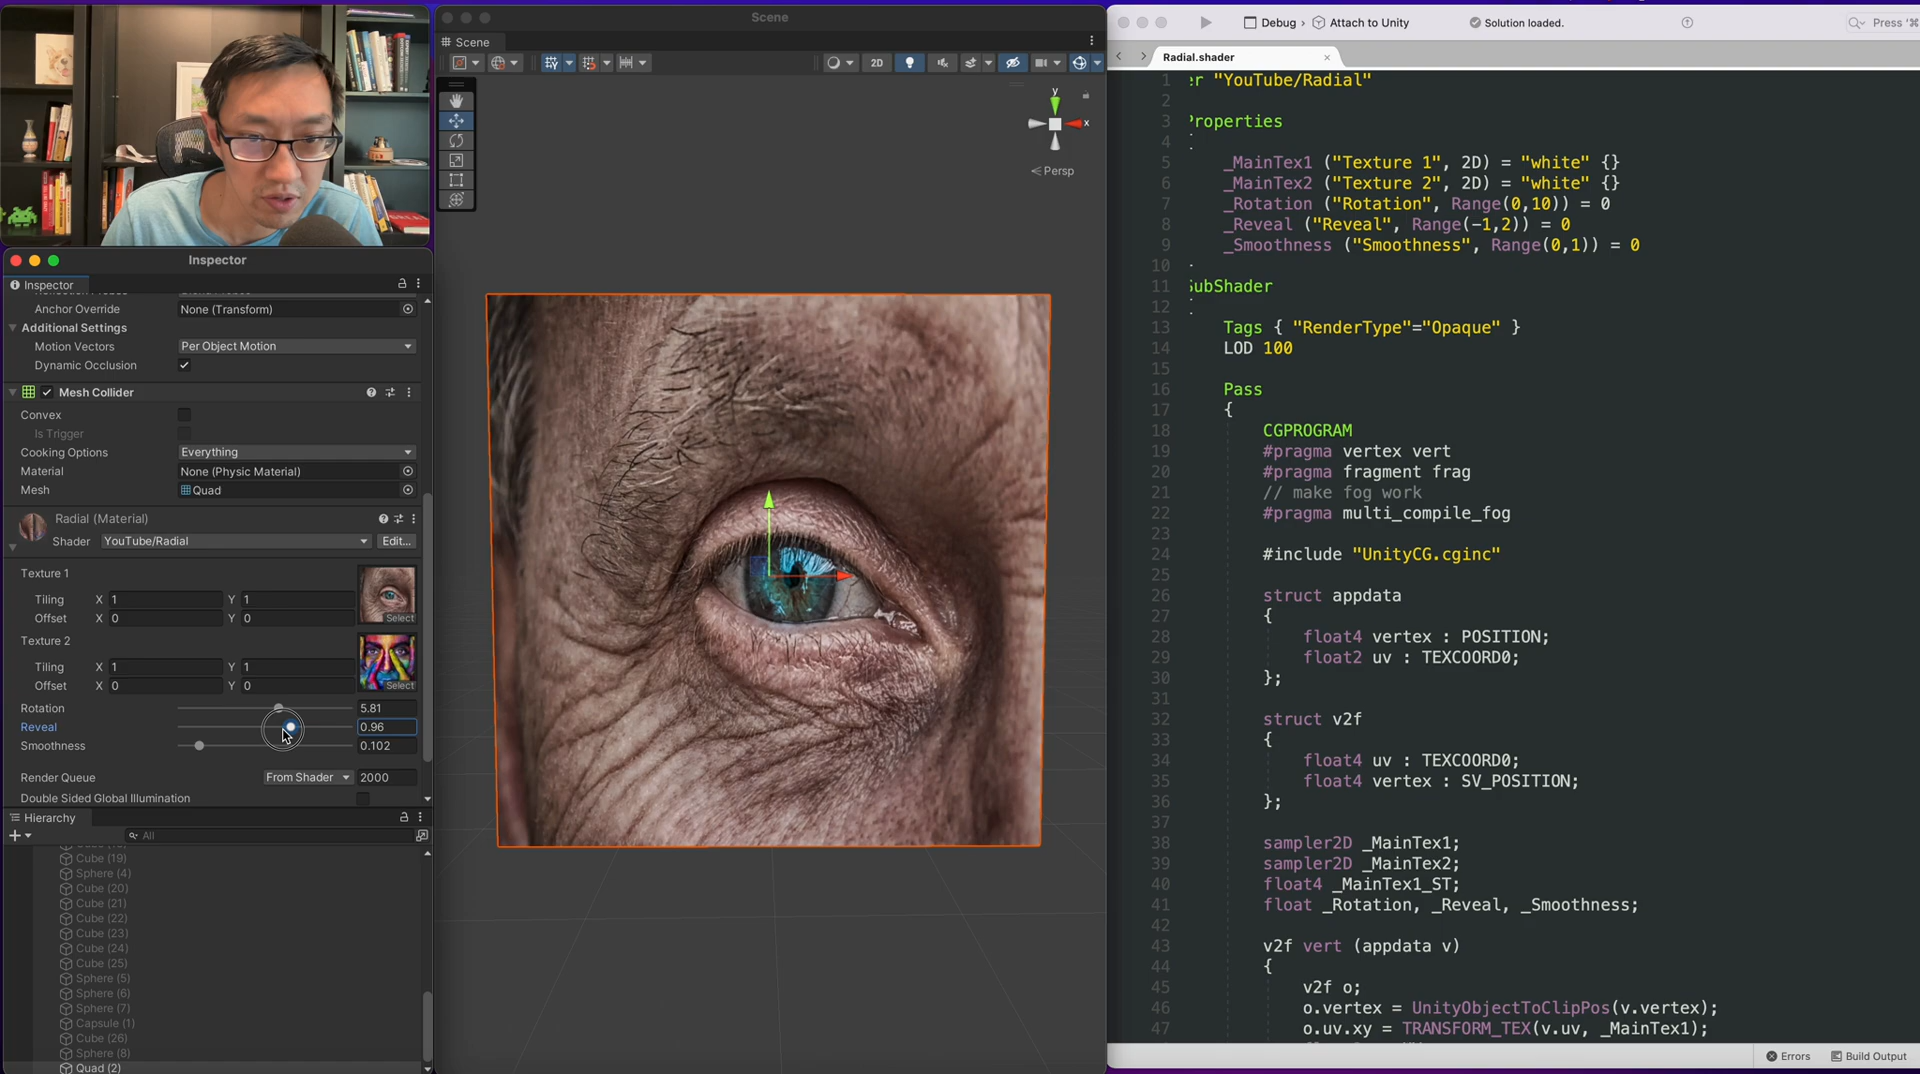 Inspector
Inspector
Anchor Override
None (Transform)
Additional Settings
Motion Vectors
Per Object Motion
Dynamic Occlusion
Mesh Collider
Convex
Is Trigger
Cooking Options
Everything
Material
None (Physic Material)
Mesh
Quad
Radial (Material)
Shader
YouTube/Radial
Edit...
Texture 1
Tiling X 1 Y 1
Offset X 0 Y 0
Select
Texture 2
Tiling X 1 Y 1
Offset X 0 Y 0
Select
Rotation 5.81
Reveal 0.96
Smoothness 0.102
Render Queue From Shader 2000
Double Sided Global Illumination
Hierarchy
All
Cube (19)
Sphere (4)
Cube (20)
Cube (21)
Cube (22)
Cube (23)
Cube (24)
Cube (25)
Sphere (5)
Sphere (6)
Sphere (7)
Capsule (1)
Cube (26)
Sphere (8)
Quad (2)
Scene
Scene
2D
y
x
Persp
Debug
Attach to Unity
Solution loaded.
Press '⌘
Radial.shader
1 er "YouTube/Radial"
2
3 Properties
4
5 _MainTex1 ("Texture 1", 2D) = "white" {}
6 _MainTex2 ("Texture 2", 2D) = "white" {}
7 _Rotation ("Rotation", Range(0,10)) = 0
8 _Reveal ("Reveal", Range(-1,2)) = 0
9 _Smoothness ("Smoothness", Range(0,1)) = 0
10
11 SubShader
12
13 Tags { "RenderType"="Opaque" }
14 LOD 100
15
16 Pass
17 {
18 CGPROGRAM
19 #pragma vertex vert
20 #pragma fragment frag
21 // make fog work
22 #pragma multi_compile_fog
23
24 #include "UnityCG.cginc"
25
26 struct appdata
27 {
28 float4 vertex : POSITION;
29 float2 uv : TEXCOORD0;
30 };
31
32 struct v2f
33 {
34 float4 uv : TEXCOORD0;
35 float4 vertex : SV_POSITION;
36 };
37
38 sampler2D _MainTex1;
39 sampler2D _MainTex2;
40 float4 _MainTex1_ST;
41 float _Rotation, _Reveal, _Smoothness;
42
43 v2f vert (appdata v)
44 {
45 v2f o;
46 o.vertex = UnityObjectToClipPos(v.vertex);
47 o.uv.xy = TRANSFORM_TEX(v.uv, _MainTex1);
Errors
Build Output